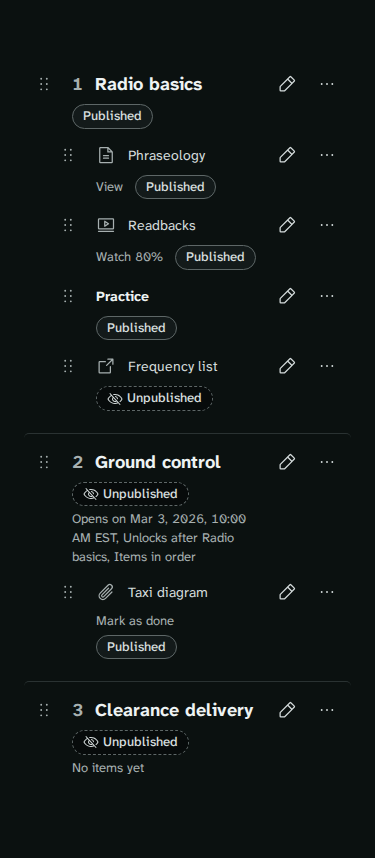 1 Radio basics
Published
Phraseology
View Published
Readbacks
Watch 80% Published
Practice
Published
Frequency list
Unpublished
2 Ground control
Unpublished
Opens on Mar 3, 2026, 10:00
AM EST, Unlocks after Radio
basics, Items in order
Taxi diagram
Mark as done
Published
3 Clearance delivery
Unpublished
No items yet